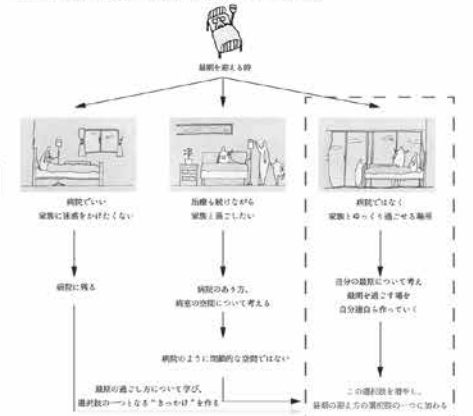 最期を迎える時
病院でいい
家族に迷惑をかけたくない
治療も続けながら
家族と過ごしたい
病院ではなく
家族とゆっくり過ごせる場所
病院に残る
病院のあり方、
病室の空間について考える
自分の最期について考え
最期を過ごす場を
自分達自ら作っていく
病院のように閉鎖的な空間ではない
最期の過ごし方について学び、
選択肢の一つとなる“きっかけ”を作る
この選択肢を増やし、
最期の迎え方の選択肢の一つに加わる